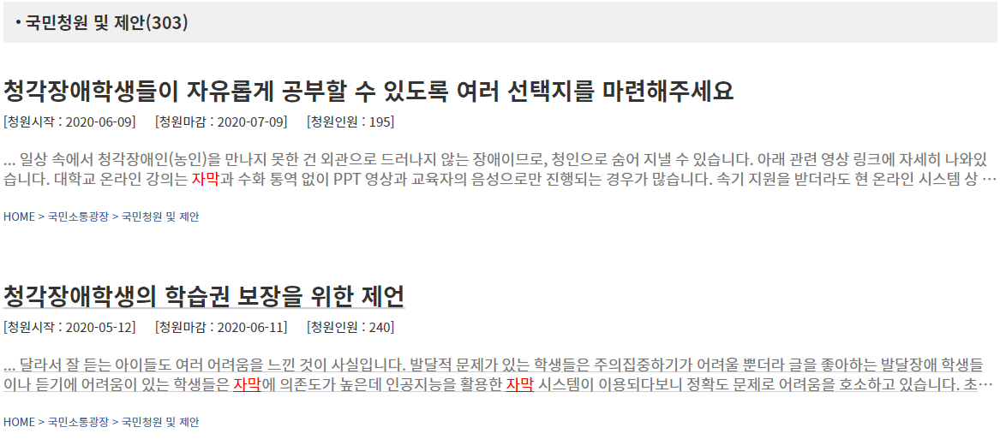 • 국민청원 및 제안(303)
청각장애학생들이 자유롭게 공부할 수 있도록 여러 선택지를 마련해주세요
[청원시작 : 2020-06-09] [청원마감 : 2020-07-09] [청원인원 : 195]
... 일상 속에서 청각장애인(농인)을 만나지 못한 건 외관으로 드러나지 않는 장애이므로, 청인으로 숨어 지낼 수 있습니다. 아래 관련 영상 링크에 자세히 나와있
습니다. 대학교 온라인 강의는 자막과 수화 통역 없이 PPT 영상과 교육자의 음성으로만 진행되는 경우가 많습니다. 속기 지원을 받더라도 현 온라인 시스템 상 …
HOME > 국민소통광장 > 국민청원 및 제안
청각장애학생의 학습권 보장을 위한 제언
[청원시작 : 2020-05-12] [청원마감 : 2020-06-11] [청원인원 : 240]
... 달라서 잘 듣는 아이들도 여러 어려움을 느낀 것이 사실입니다. 발달적 문제가 있는 학생들은 주의집중하기가 어려울 뿐더라 글을 좋아하는 발달장애 학생들
이나 듣기에 어려움이 있는 학생들은 자막에 의존도가 높은데 인공지능을 활용한 자막 시스템이 이용되다보니 정확도 문제로 어려움을 호소하고 있습니다. 초…
HOME > 국민소통광장 > 국민청원 및 제안